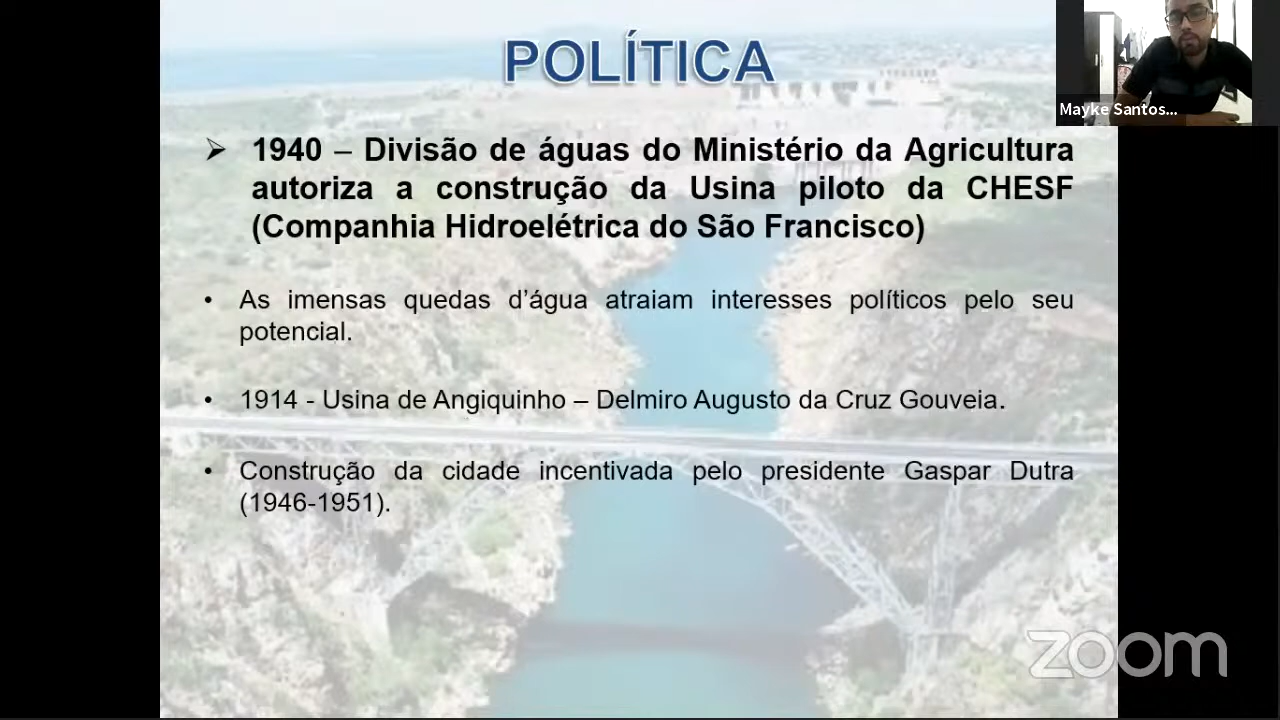 POLÍTICA
Mayke Santos...
➢ 1940 – Divisão de águas do Ministério da Agricultura
autoriza a construção da Usina piloto da CHESF
(Companhia Hidroelétrica do São Francisco)
• As imensas quedas d’água atraiam interesses políticos pelo seu
potencial.
• 1914 - Usina de Angiquinho – Delmiro Augusto da Cruz Gouveia.
• Construção da cidade incentivada pelo presidente Gaspar Dutra
(1946-1951).
zoom